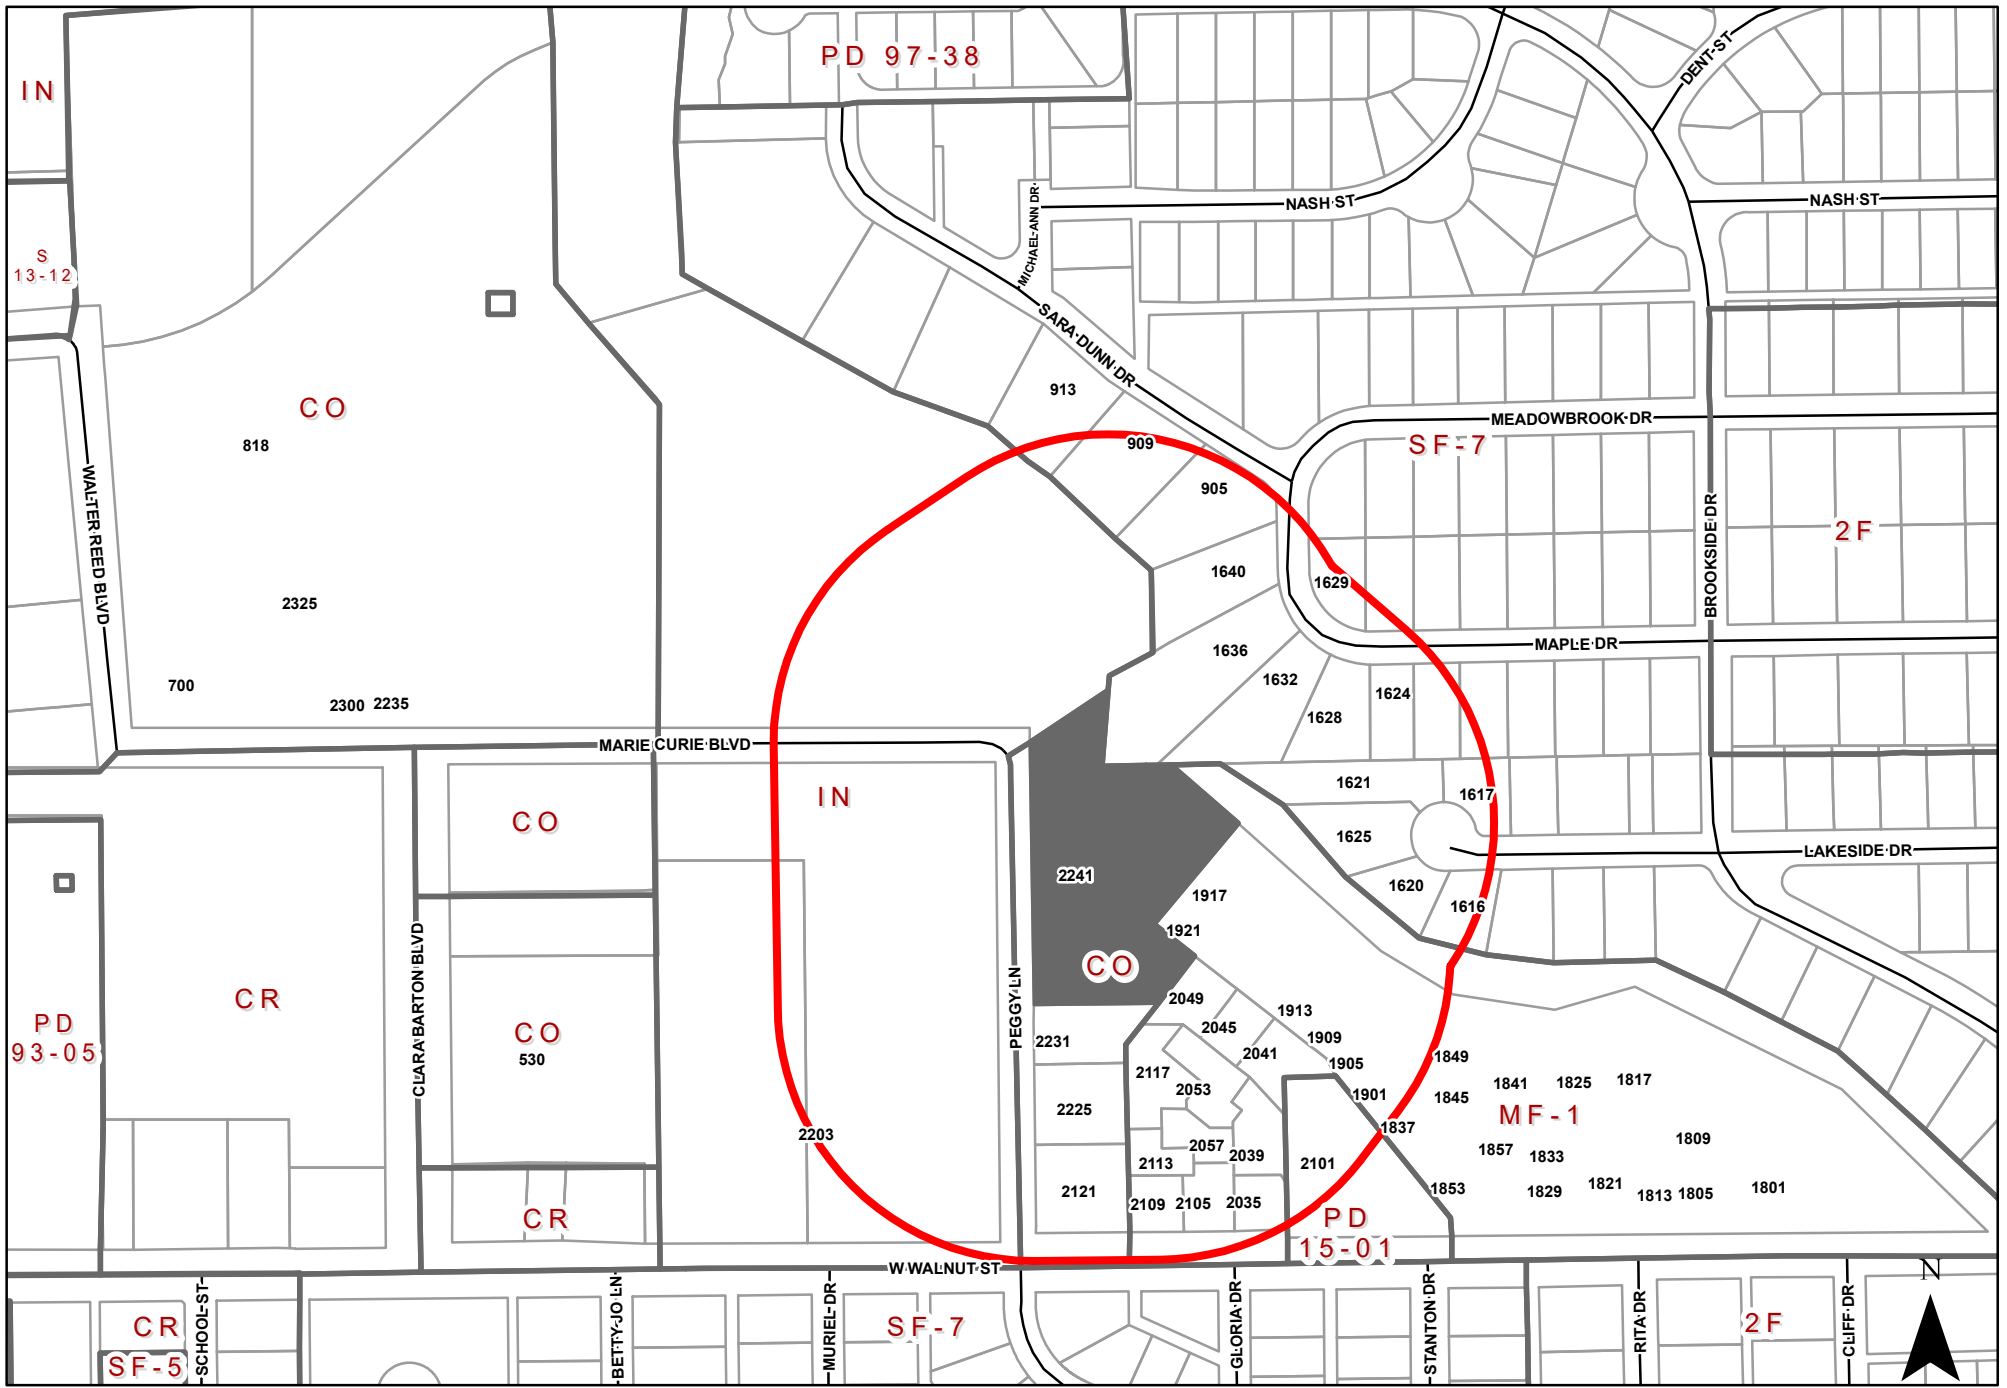 PD 97-38
DENT ST
IN
NASH ST
NASH ST
MICHAEL ANN DR
S
13-12
SARA DUNN DR
913
CO
818
MEADOWBROOK DR
SF-7
909
905
WALTER REED BLVD
BROOKSIDE DR
2F
1640
1629
2325
MAPLE DR
1636
1632
1624
700
2300
2235
1628
MARIE CURIE BLVD
IN
1621
1617
CO
1625
LAKESIDE DR
2241
1620
1917
1616
1921
CLARA BARTON BLVD
CO
CR
PEGGY LN
2049
1913
PD
93-05
CO
530
2045
1909
2231
2041
1905
1849
2117
2053
1901
1845
1841
1825
1817
MF-1
2225
1837
2203
2057
2039
1809
2113
2101
1857
1833
2121
2109
2105
2035
1853
1829
1821
1813
1805
1801
CR
PD
15-01
W WALNUT ST
N
CR
SF-5
SCHOOL ST
BETTY JO LN
MURIEL DR
SF-7
GLORIA DR
STANTON DR
RITA DR
2F
CLIFF DR